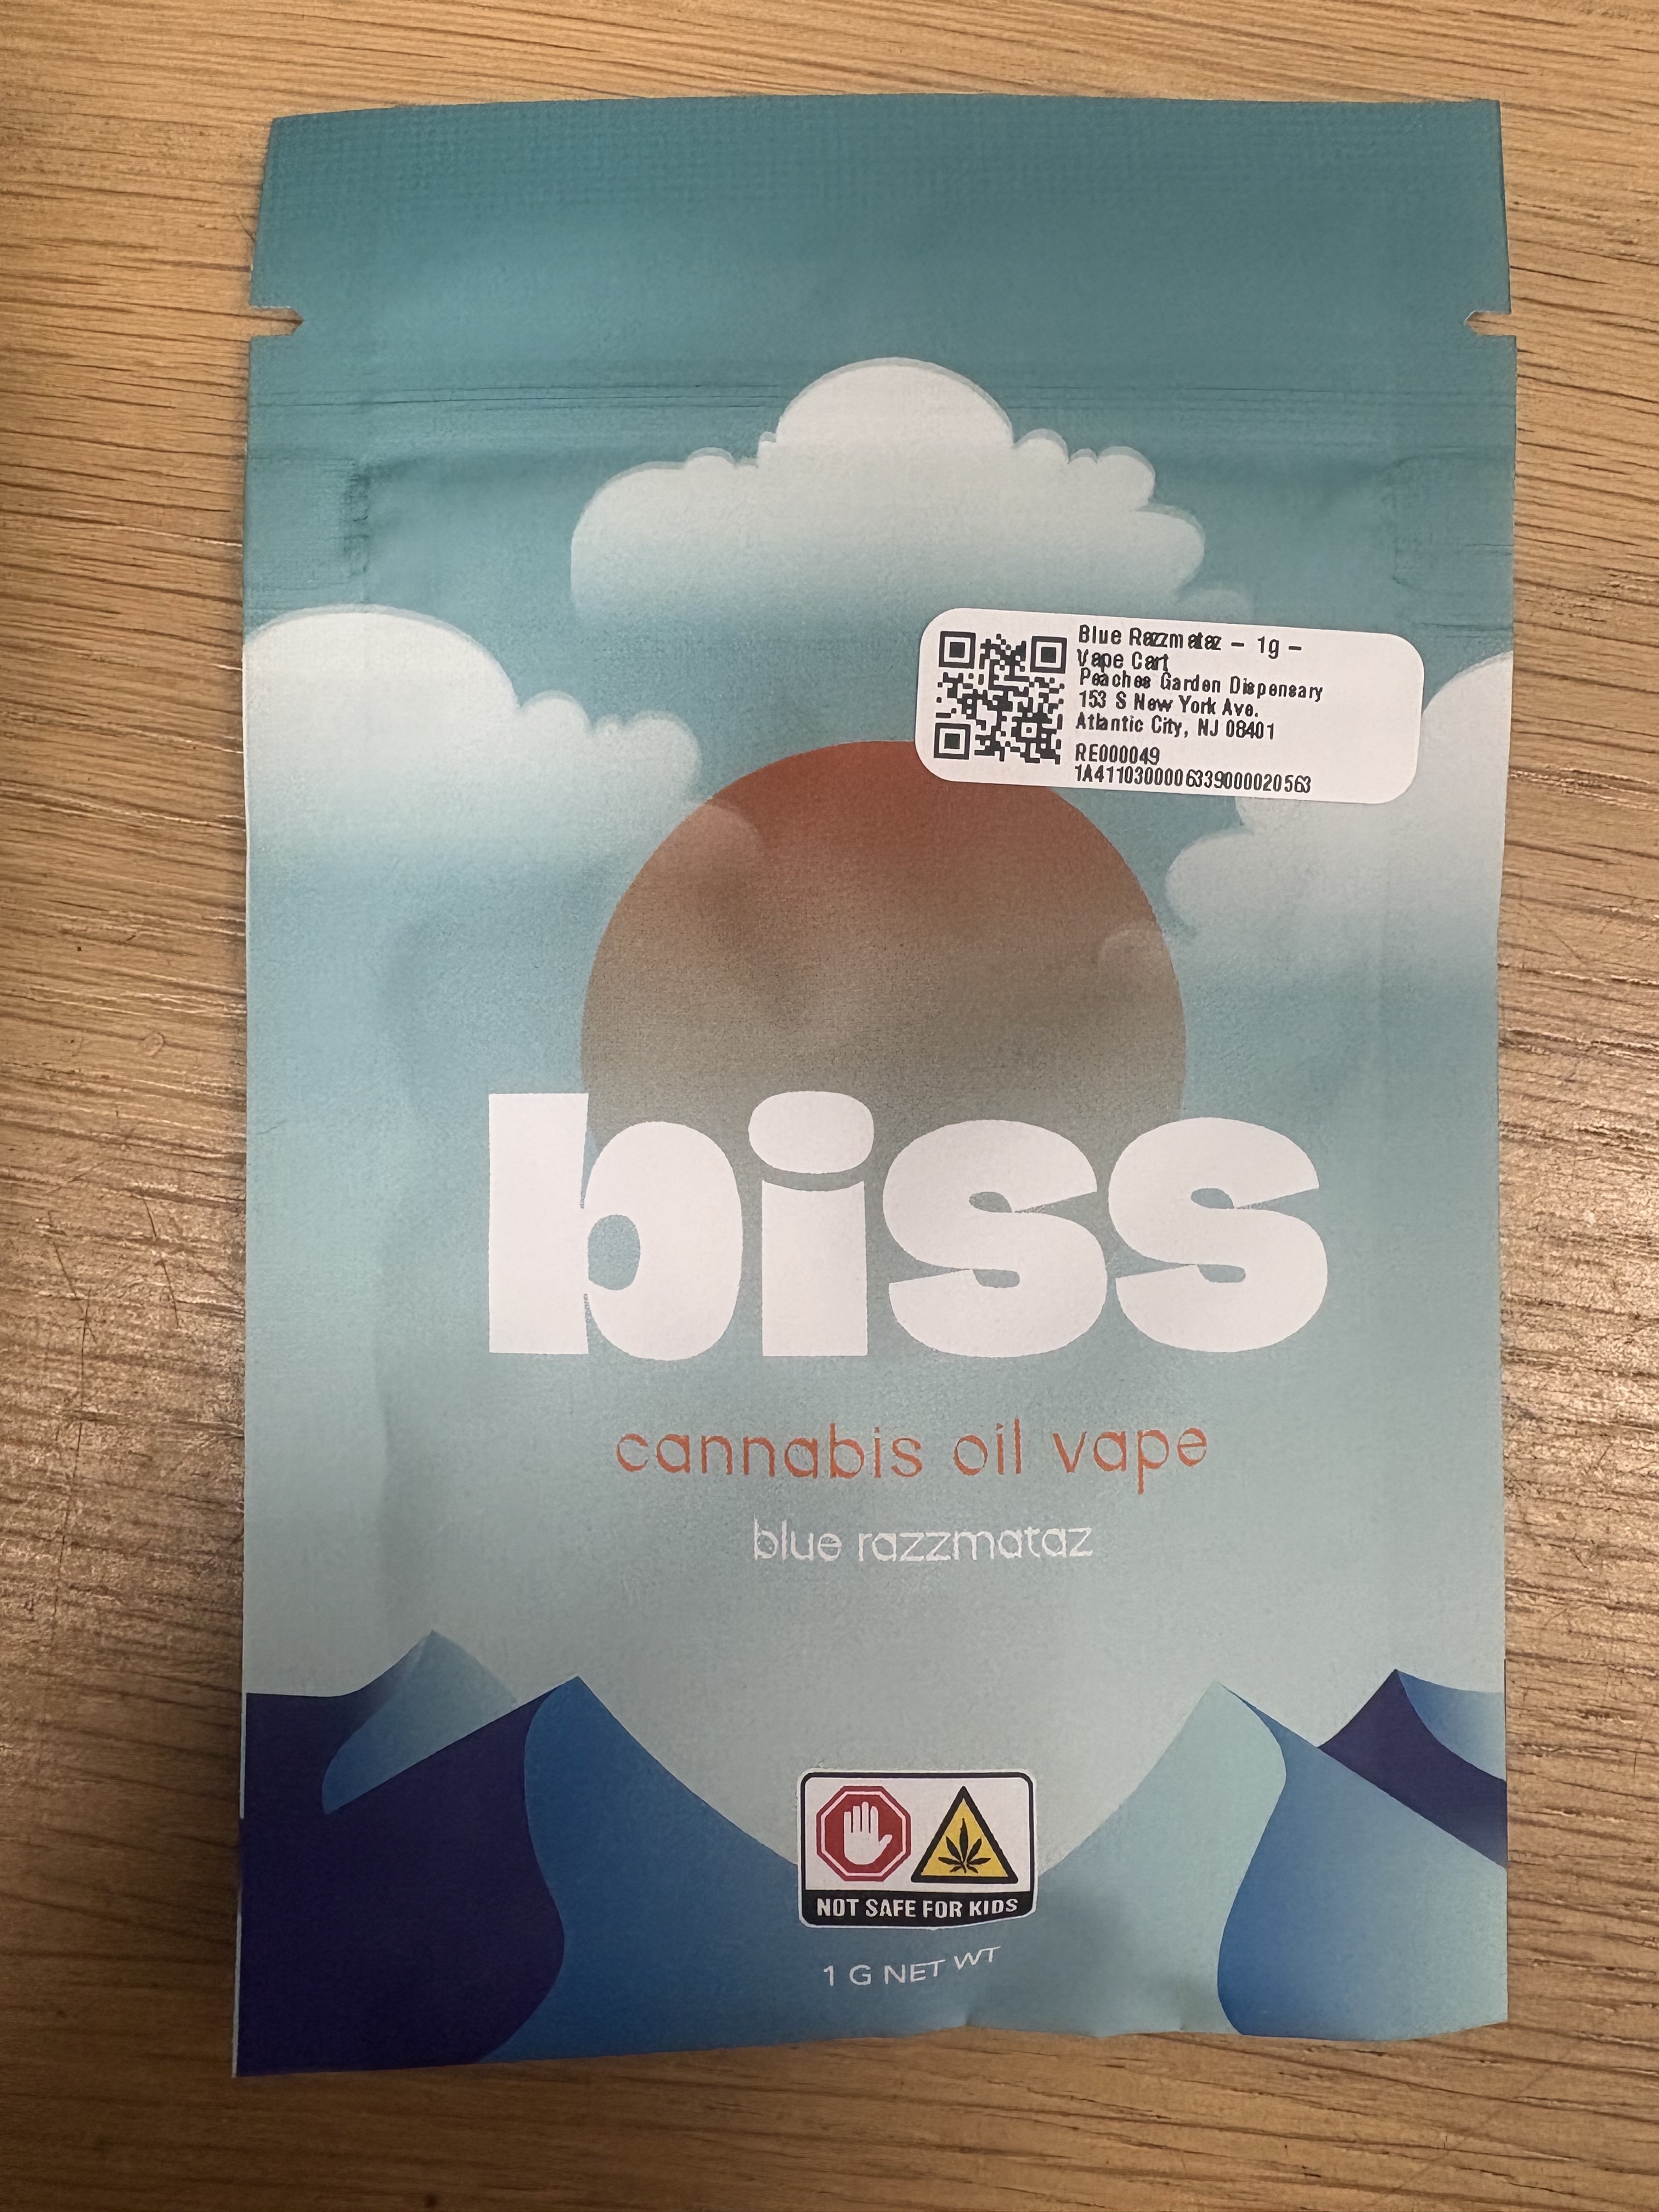 Blue Razzmataz - 1g -
Vape Cart
Peaches Garden Dispensary
153 S New York Ave.
Atlantic City, NJ 08401
RE000049
1A4110300006339000020563
biss
cannabis oil vape
blue razzmataz
NOT SAFE FOR KIDS
1 G NET WT